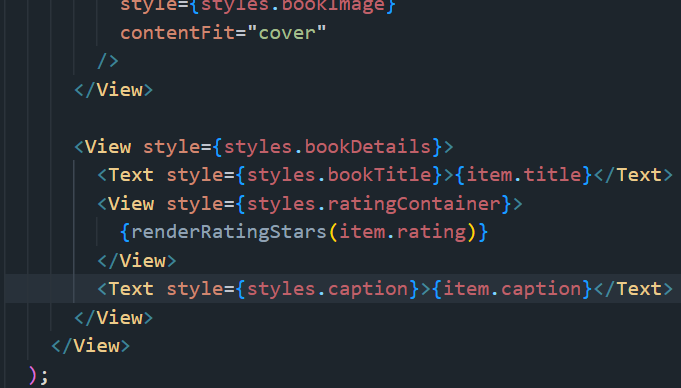 style={styles.bookImage}
contentFit="cover"
/>
</View>
<View style={styles.bookDetails}>
<Text style={styles.bookTitle}>{item.title}</Text>
<View style={styles.ratingContainer}>
{renderRatingStars(item.rating)}
</View>
<Text style={styles.caption}>{item.caption}</Text>
</View>
</View>
);